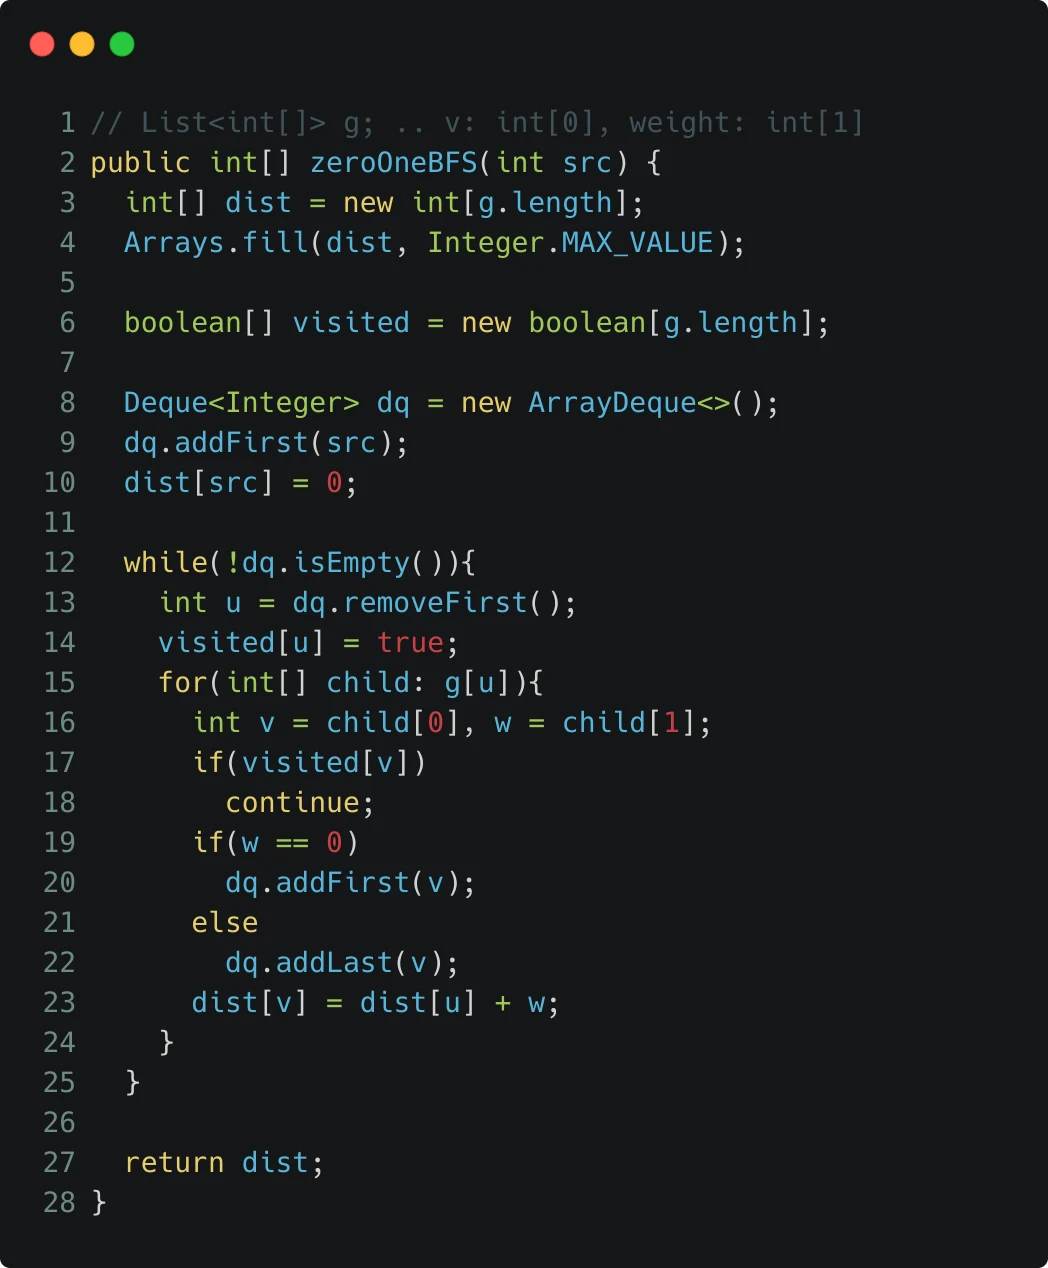 1 // List<int[]> g; .. v: int[0], weight: int[1]
2 public int[] zeroOneBFS(int src) {
3   int[] dist = new int[g.length];
4   Arrays.fill(dist, Integer.MAX_VALUE);
5
6   boolean[] visited = new boolean[g.length];
7
8   Deque<Integer> dq = new ArrayDeque<>();
9   dq.addFirst(src);
10   dist[src] = 0;
11
12   while(!dq.isEmpty()){
13     int u = dq.removeFirst();
14     visited[u] = true;
15     for(int[] child: g[u]){
16       int v = child[0], w = child[1];
17       if(visited[v])
18         continue;
19       if(w == 0)
20         dq.addFirst(v);
21       else
22         dq.addLast(v);
23       dist[v] = dist[u] + w;
24     }
25   }
26
27   return dist;
28 }